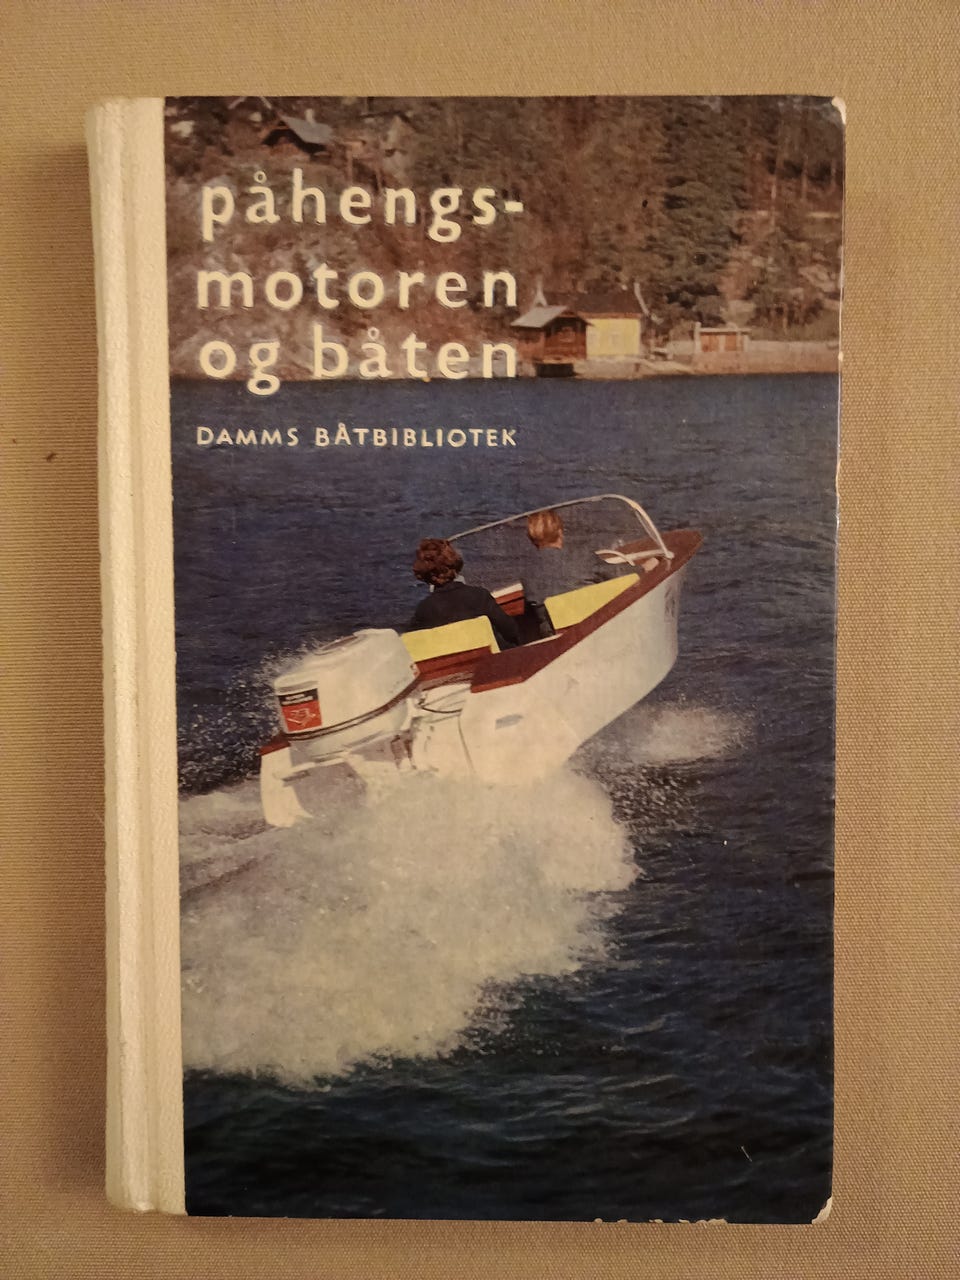 påhengs-
motoren
og båten
DAMMS BÅTBIBLIOTEK